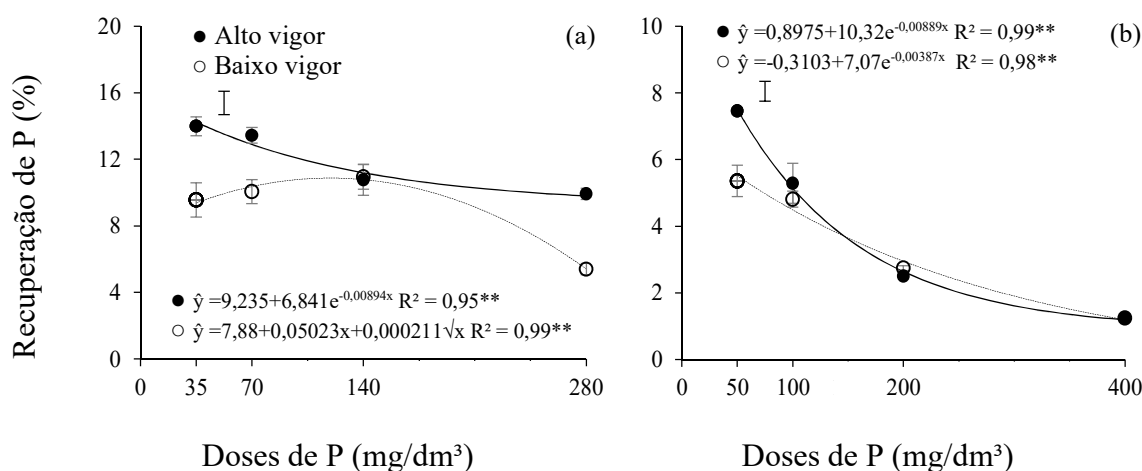 Recuperação de P (%)
20
16
12
8
4
0
● Alto vigor
○ Baixo vigor
(a)
● ŷ =9,235+6,841e^-0,00894x R² = 0,95**
○ ŷ =7,88+0,05023x+0,000211√x R² = 0,99**
0 35 70 140 280
Doses de P (mg/dm³)
10
8
6
4
2
0
● ŷ =0,8975+10,32e^-0,00889x R² = 0,99**
○ ŷ =-0,3103+7,07e^-0,00387x R² = 0,98**
(b)
0 50 100 200 400
Doses de P (mg/dm³)